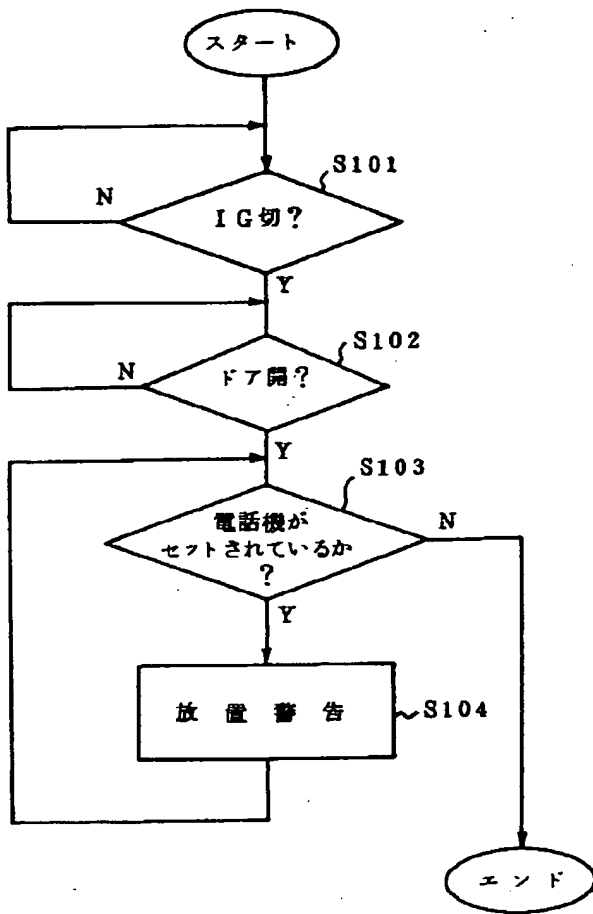 スタート
S101
N
IG切?
Y
S102
N
ドア開?
Y
S103
電話機が
セットされているか
?
N
Y
放置警告
S104
エンド